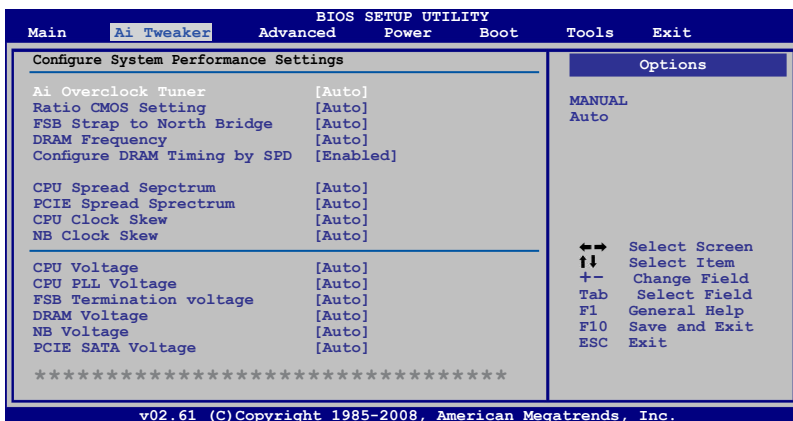 BIOS SETUP UTILITY
Main Ai Tweaker Advanced Power Boot Tools Exit
Configure System Performance Settings
Ai Overclock Tuner [Auto]
Ratio CMOS Setting [Auto]
FSB Strap to North Bridge [Auto]
DRAM Frequency [Auto]
Configure DRAM Timing by SPD [Enabled]
CPU Spread Sepctrum [Auto]
PCIE Spread Sprectrum [Auto]
CPU Clock Skew [Auto]
NB Clock Skew [Auto]
CPU Voltage [Auto]
CPU PLL Voltage [Auto]
FSB Termination voltage [Auto]
DRAM Voltage [Auto]
NB Voltage [Auto]
PCIE SATA Voltage [Auto]
*********************************
Options
MANUAL
Auto
←→ Select Screen
↑↓ Select Item
+- Change Field
Tab Select Field
F1 General Help
F10 Save and Exit
ESC Exit
v02.61 (C)Copyright 1985-2008, American Megatrends, Inc.